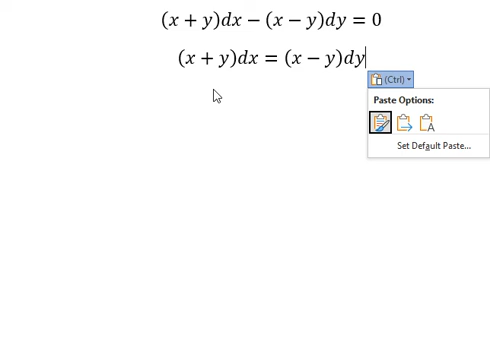 (x + y)dx − (x − y)dy = 0
(x + y)dx = (x − y)dy
(Ctrl)
Paste Options:
A
Set Default Paste...